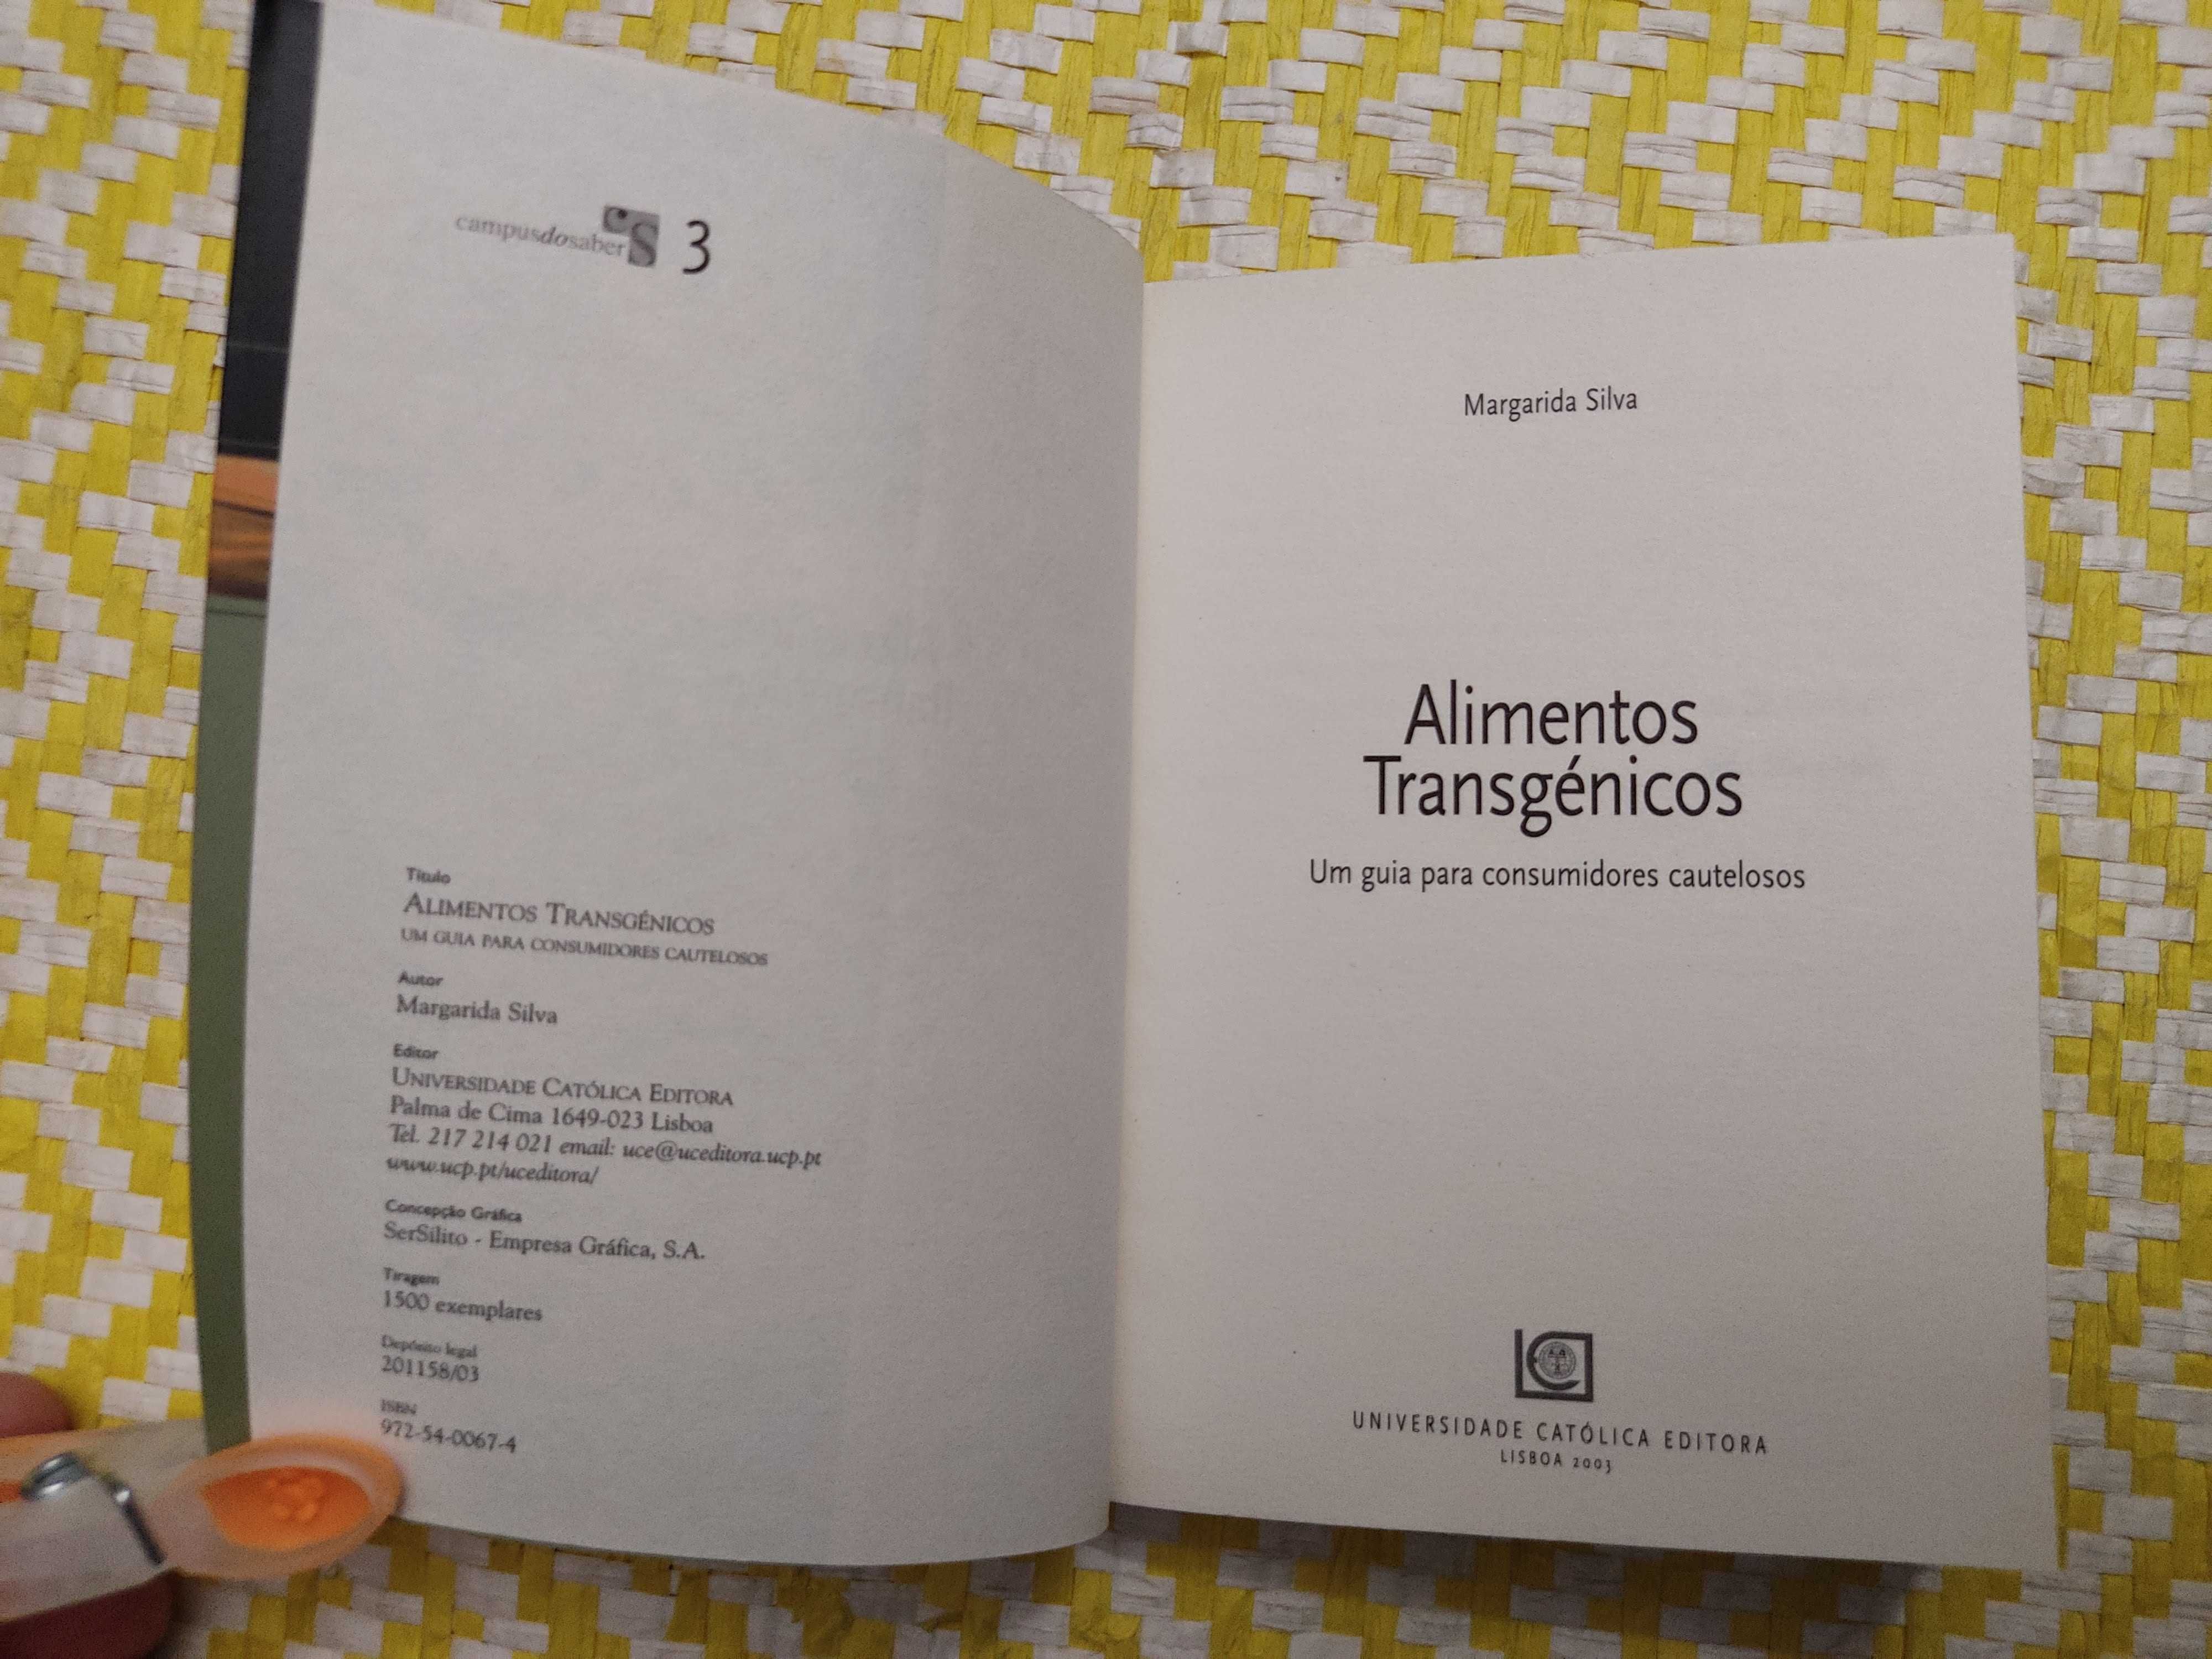 campusdosaber cS 3
Título
ALIMENTOS TRANSGÉNICOS
UM GUIA PARA CONSUMIDORES CAUTELOSOS
Autor
Margarida Silva
Editor
UNIVERSIDADE CATÓLICA EDITORA
Palma de Cima 1649-023 Lisboa
Tel. 217 214 021 email: uce@uceditora.ucp.pt
www.ucp.pt/uceditora/
Concepção Gráfica
SerSilito - Empresa Gráfica, S.A.
Tiragem
1500 exemplares
Depósito legal
201158/03
ISBN
972-54-0067-4
Margarida Silva
Alimentos
Transgénicos
Um guia para consumidores cautelosos
UNIVERSIDADE CATÓLICA EDITORA
LISBOA 2003